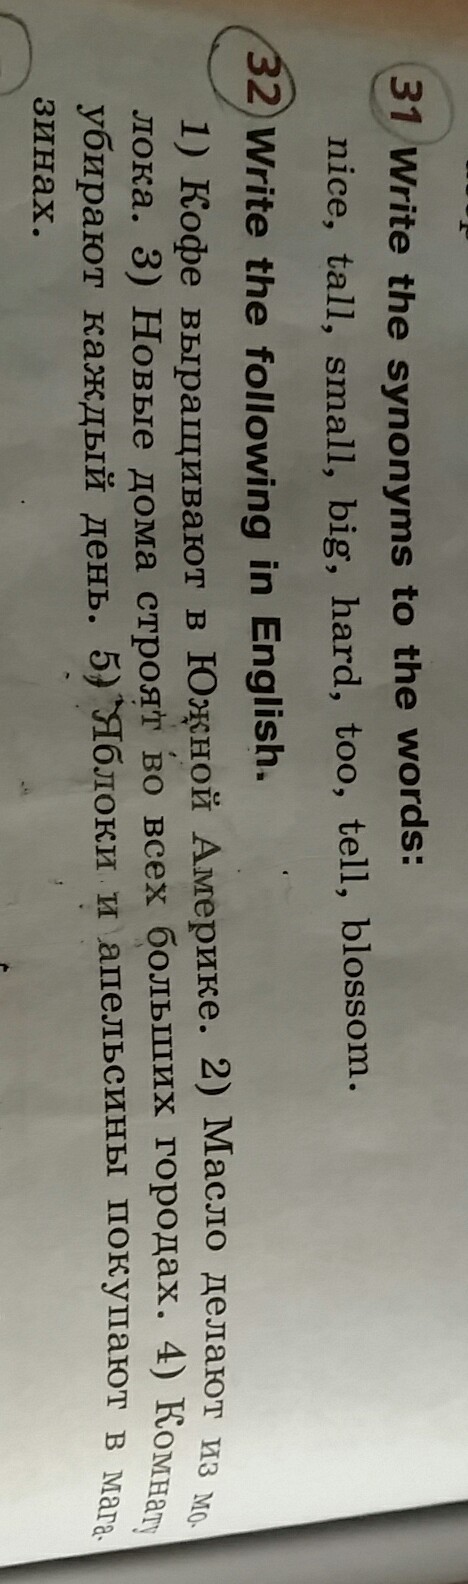 31 Write the synonyms to the words:
nice, tall, small, big, hard, too, tell, blossom.
32 Write the following in English.
1) Кофе выращивают в Южной Америке. 2) Масло делают из мо-
лока. 3) Новые дома строят во всех больших городах. 4) Комнату
убирают каждый день. 5) Яблоки и апельсины покупают в мага-
зинах.